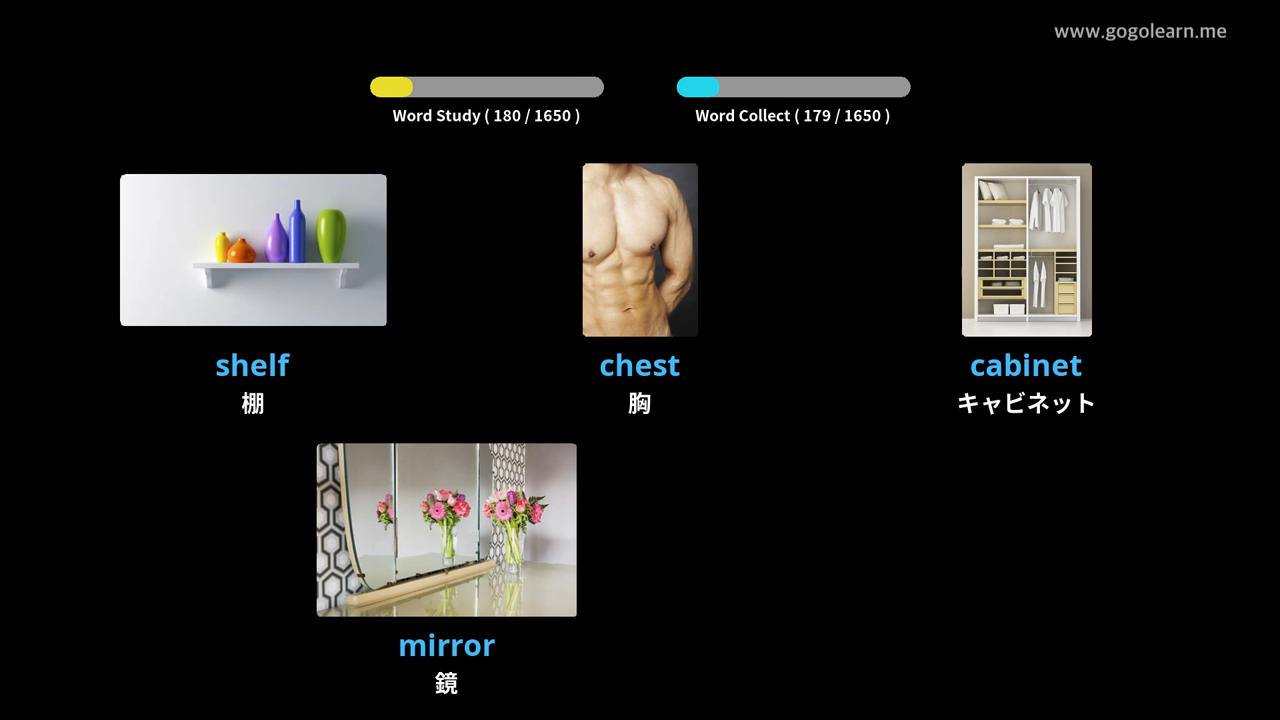 www.gogolearn.me
Word Study ( 180 / 1650 )
Word Collect ( 179 / 1650 )
shelf
棚
chest
胸
cabinet
キャビネット
mirror
鏡